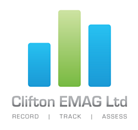 Clifton EMAG Ltd
RECORD | TRACK | ASSESS